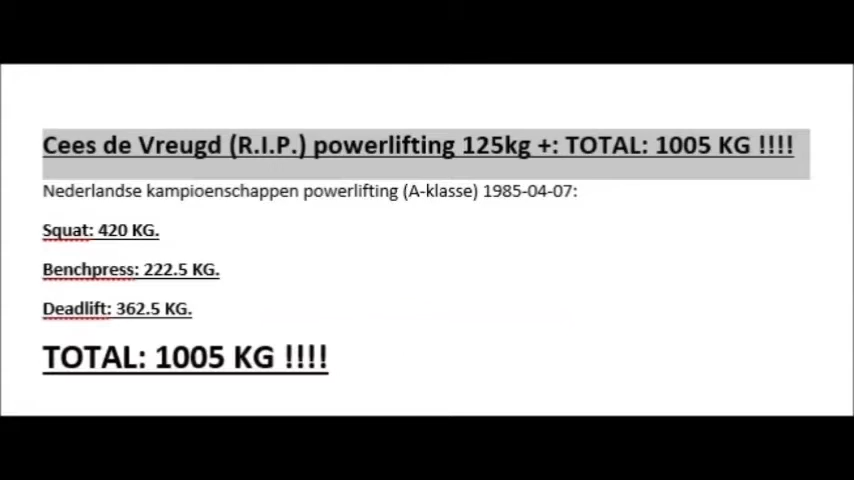 Cees de Vreugd (R.I.P.) powerlifting 125kg +: TOTAL: 1005 KG !!!!
Nederlandse kampioenschappen powerlifting (A-klasse) 1985-04-07:
Squat: 420 KG.
Benchpress: 222.5 KG.
Deadlift: 362.5 KG.
TOTAL: 1005 KG !!!!